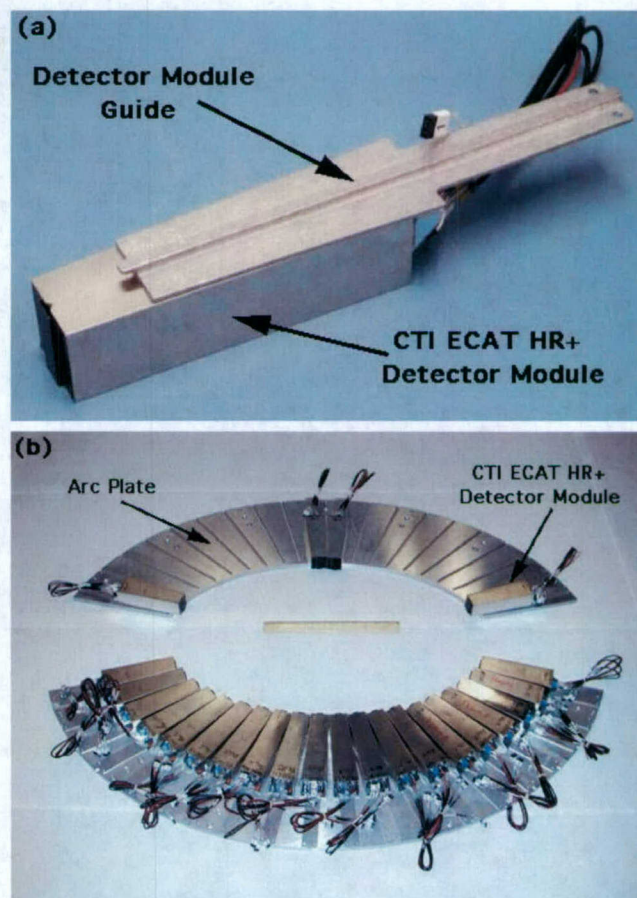 (a)
Detector Module
Guide
CTI ECAT HR+
Detector Module
(b)
Arc Plate
CTI ECAT HR+
Detector Module